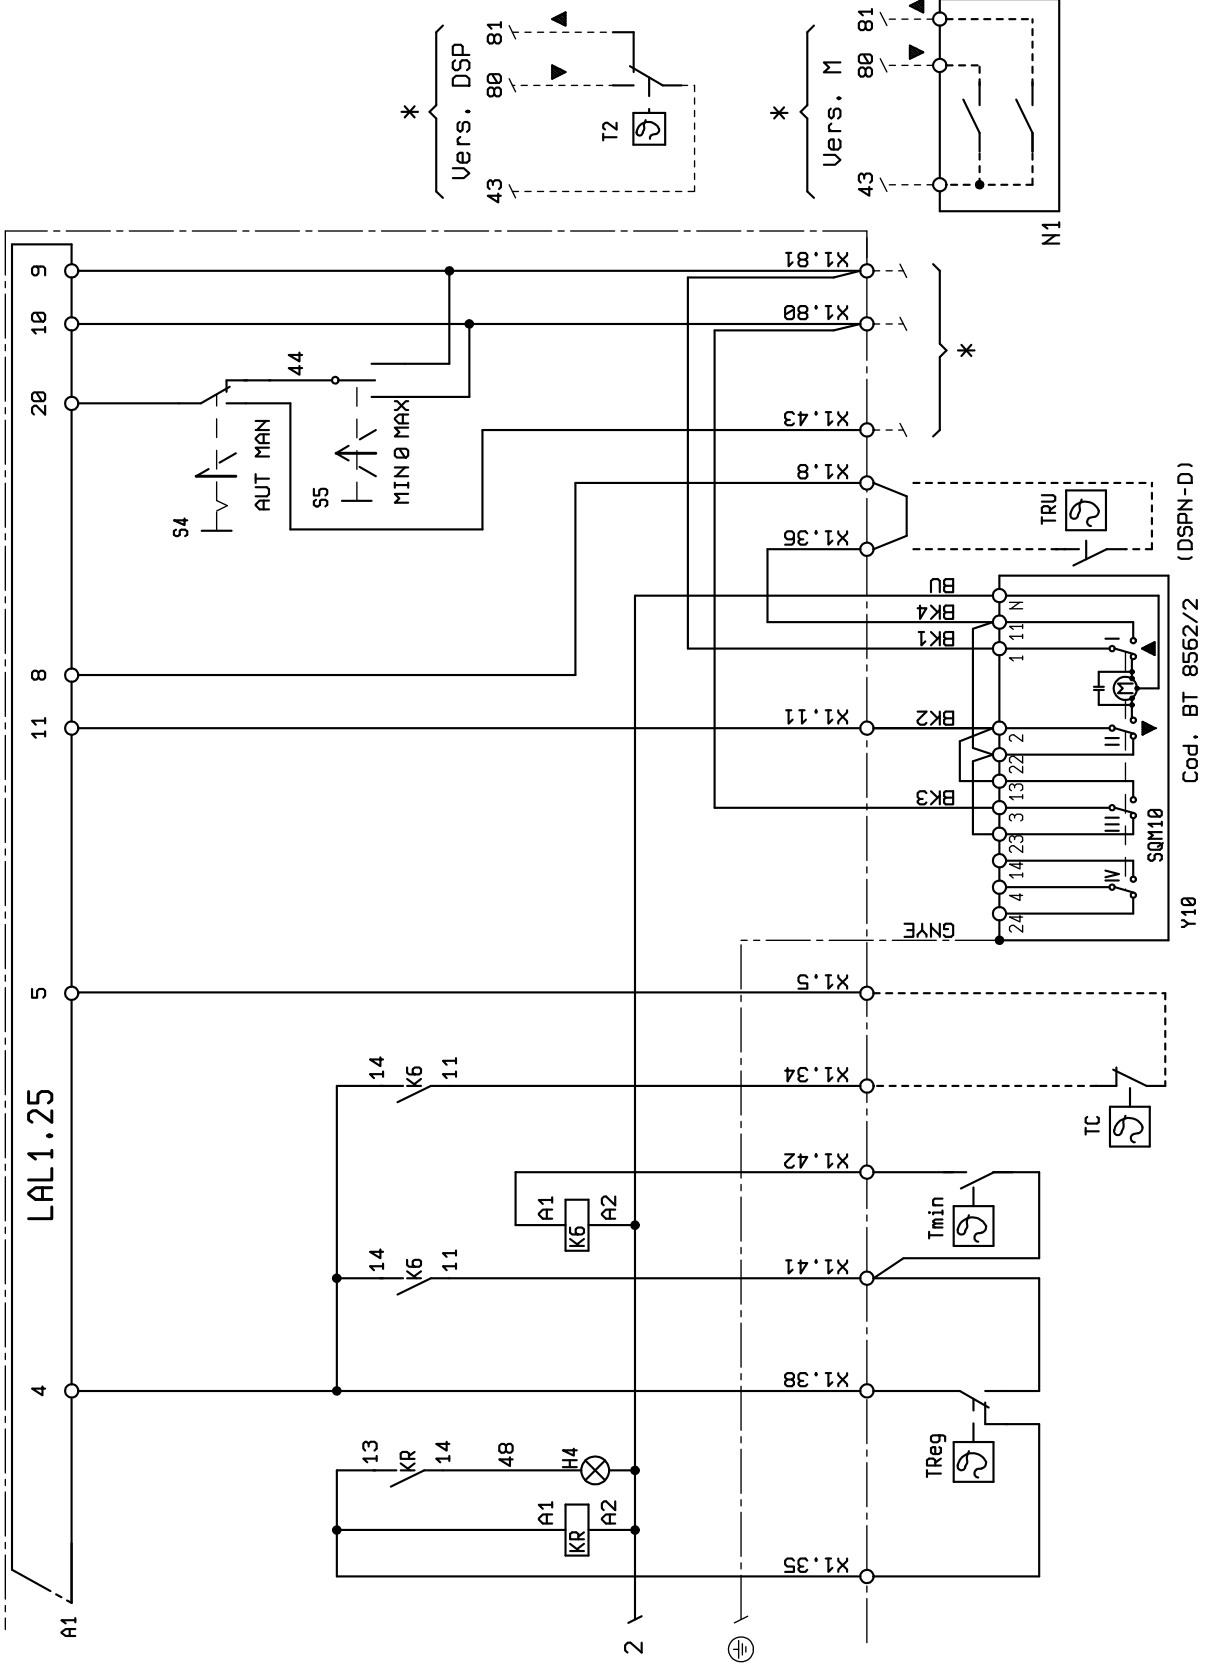 81
80
43
*
Vers. DSP
T2
81
80
43
*
Vers. M
N1
9
10
20
8
11
5
4
LAL1.25
A1
44
S4
AUT MAN
S5
MIN 0 MAX
X1.81
X1.80
X1.43
X1.8
X1.36
X1.11
X1.5
X1.34
X1.42
X1.41
X1.38
X1.35
*
TRU
(DSPN-D)
BU
BK4
BK1
BK2
BK3
GNYE
N
11
1
2
22
13
3
23
14
4
24
I
II
III
IV
M
SQM10
Cod. BT 8562/2
Y10
14
K6
11
TC
A1
K6
A2
Tmin
14
K6
11
13
KR
14
48
H4
A1
KR
A2
TReg
2